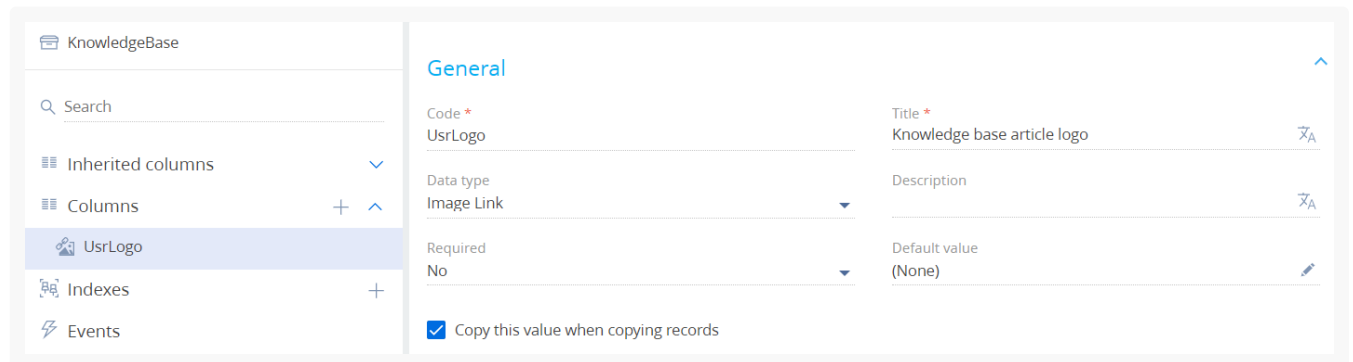 KnowledgeBase
Search
Inherited columns
Columns
UsrLogo
Indexes
Events
General
Code *
UsrLogo
Title *
Knowledge base article logo
Data type
Image Link
Description
Required
No
Default value
(None)
Copy this value when copying records